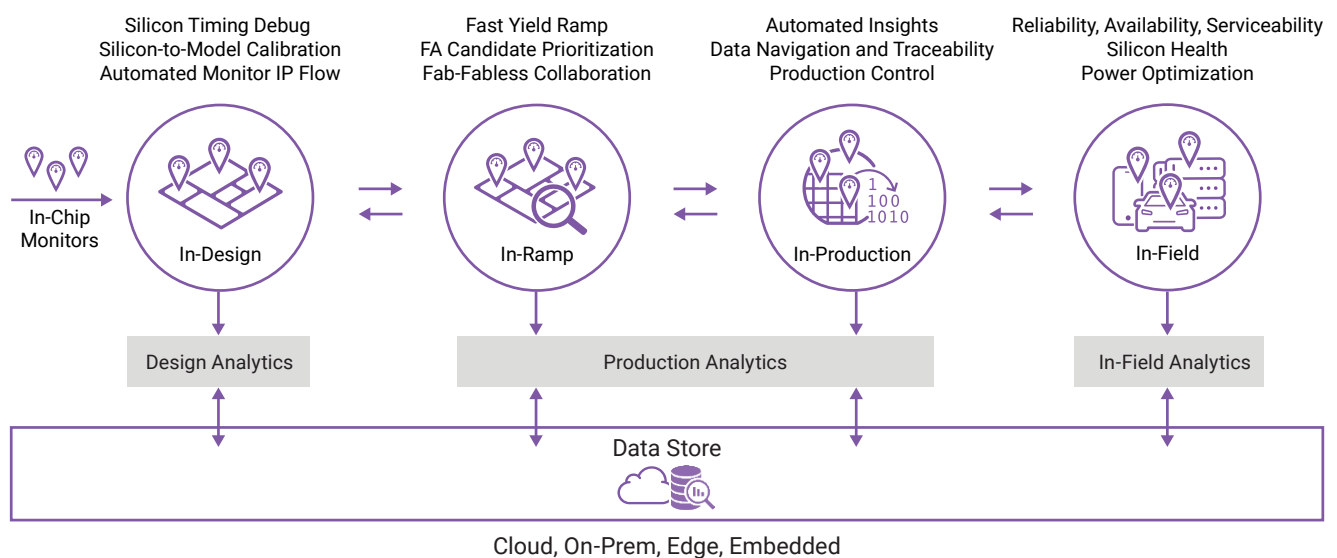 Silicon Timing Debug
Silicon-to-Model Calibration
Automated Monitor IP Flow
Fast Yield Ramp
FA Candidate Prioritization
Fab-Fabless Collaboration
Automated Insights
Data Navigation and Traceability
Production Control
Reliability, Availability, Serviceability
Silicon Health
Power Optimization
In-Chip
Monitors
In-Design
In-Ramp
1
100
1010
In-Production
In-Field
Design Analytics
Production Analytics
In-Field Analytics
Data Store
Cloud, On-Prem, Edge, Embedded